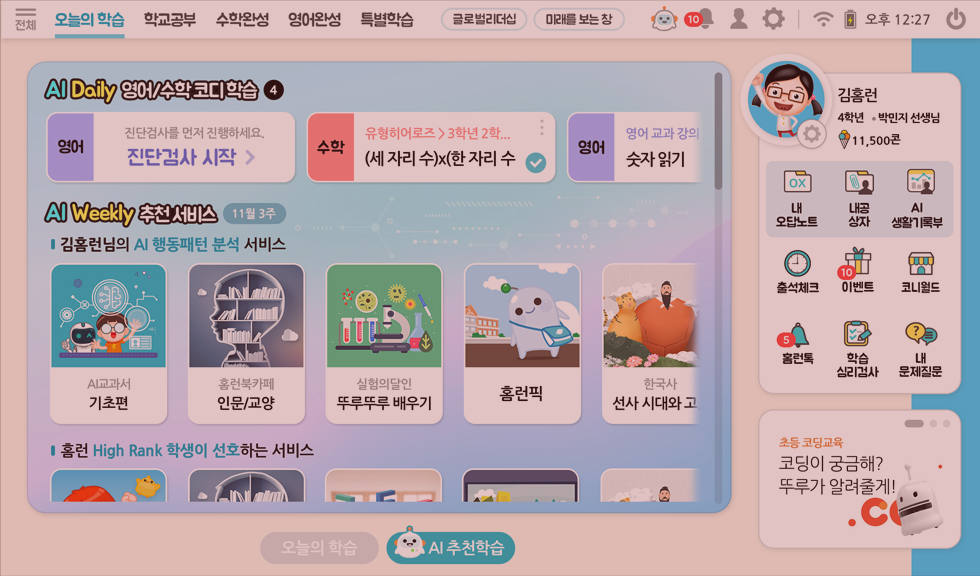 전체
오늘의 학습
학교공부
수학완성
영어완성
특별학습
글로벌리더십
미래를 보는 창
10
오후 12:27
AI Daily 영어/수학 코디 학습 4
영어
진단검사를 먼저 진행하세요.
진단검사 시작 >
수학
유형히어로즈 > 3학년 2학...
(세 자리 수)x(한 자리 수
영어
영어 교과 강의
숫자 읽기
AI Weekly 추천 서비스 11월 3주
김홈런님의 AI 행동패턴 분석 서비스
AI교과서
기초편
홈런북카페
인문/교양
실험의달인
뚜루뚜루 배우기
홈런픽
한국사
선사 시대와 고
홈런 High Rank 학생이 선호하는 서비스
오늘의 학습
AI 추천학습
김홈런
4학년 • 박민지 선생님
11,500콘
OX
내
오답노트
내공
상자
AI
생활기록부
출석체크
10
이벤트
코니월드
5
홈런톡
학습
심리검사
?
내
문제질문
초등 코딩교육
코딩이 궁금해?
뚜루가 알려줄게!